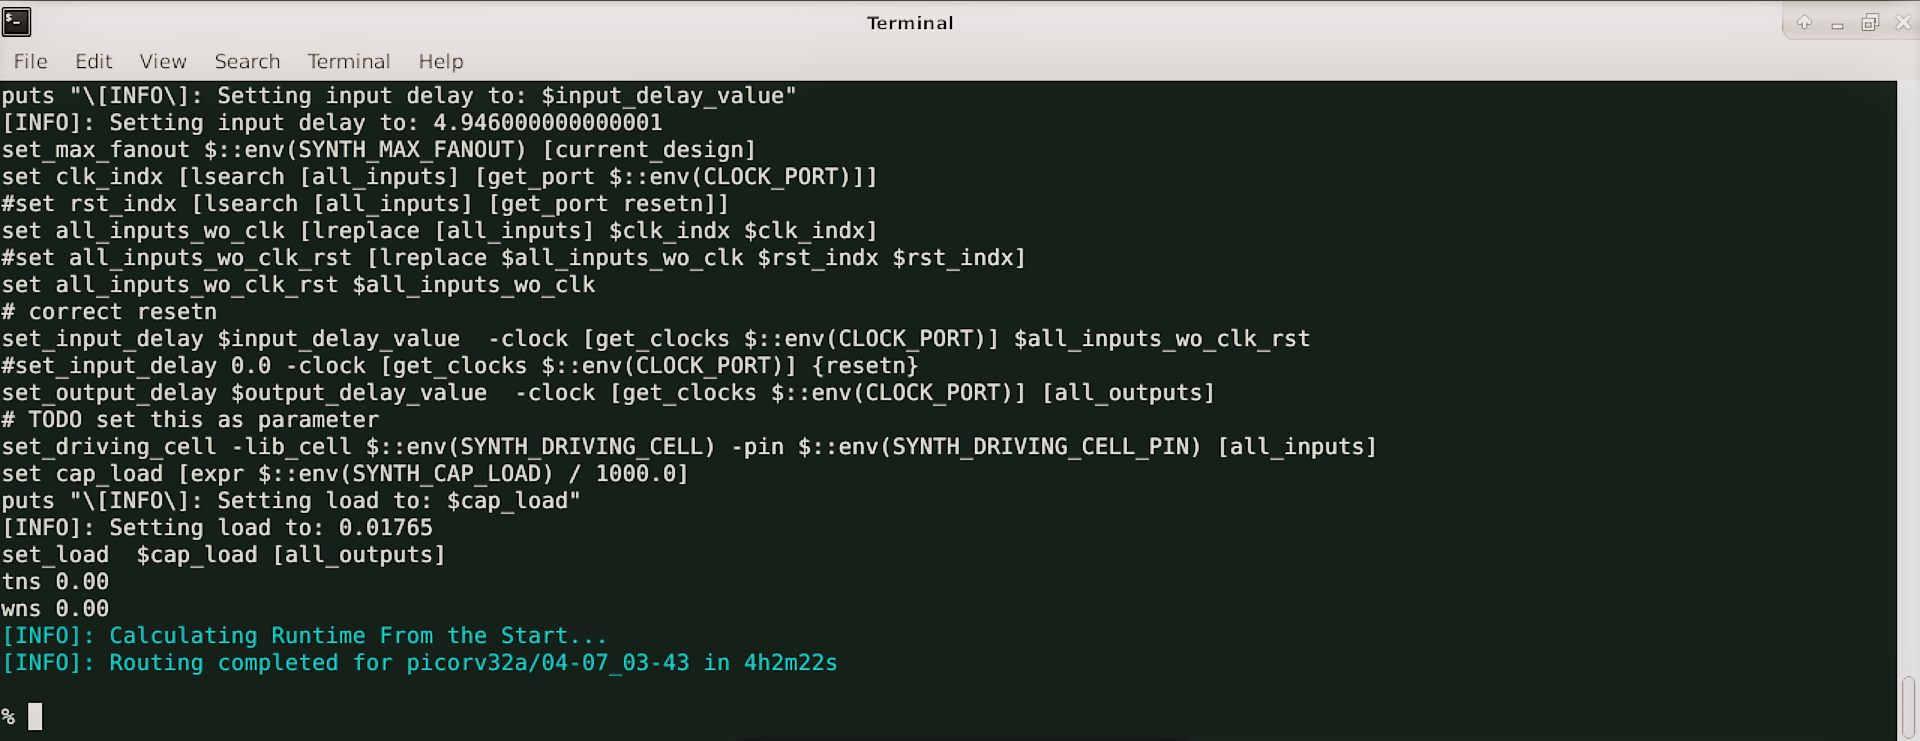 Terminal
File Edit View Search Terminal Help
puts "\[INFO\]: Setting input delay to: $input_delay_value"
[INFO]: Setting input delay to: 4.946000000000001
set_max_fanout $::env(SYNTH_MAX_FANOUT) [current_design]
set clk_indx [lsearch [all_inputs] [get_port $::env(CLOCK_PORT)]]
#set rst_indx [lsearch [all_inputs] [get_port resetn]]
set all_inputs_wo_clk [lreplace [all_inputs] $clk_indx $clk_indx]
#set all_inputs_wo_clk_rst [lreplace $all_inputs_wo_clk $rst_indx $rst_indx]
set all_inputs_wo_clk_rst $all_inputs_wo_clk
# correct resetn
set_input_delay $input_delay_value  -clock [get_clocks $::env(CLOCK_PORT)] $all_inputs_wo_clk_rst
#set_input_delay 0.0 -clock [get_clocks $::env(CLOCK_PORT)] {resetn}
set_output_delay $output_delay_value  -clock [get_clocks $::env(CLOCK_PORT)] [all_outputs]
# TODO set this as parameter
set_driving_cell -lib_cell $::env(SYNTH_DRIVING_CELL) -pin $::env(SYNTH_DRIVING_CELL_PIN) [all_inputs]
set cap_load [expr $::env(SYNTH_CAP_LOAD) / 1000.0]
puts "\[INFO\]: Setting load to: $cap_load"
[INFO]: Setting load to: 0.01765
set_load  $cap_load [all_outputs]
tns 0.00
wns 0.00
[INFO]: Calculating Runtime From the Start...
[INFO]: Routing completed for picorv32a/04-07_03-43 in 4h2m22s
%